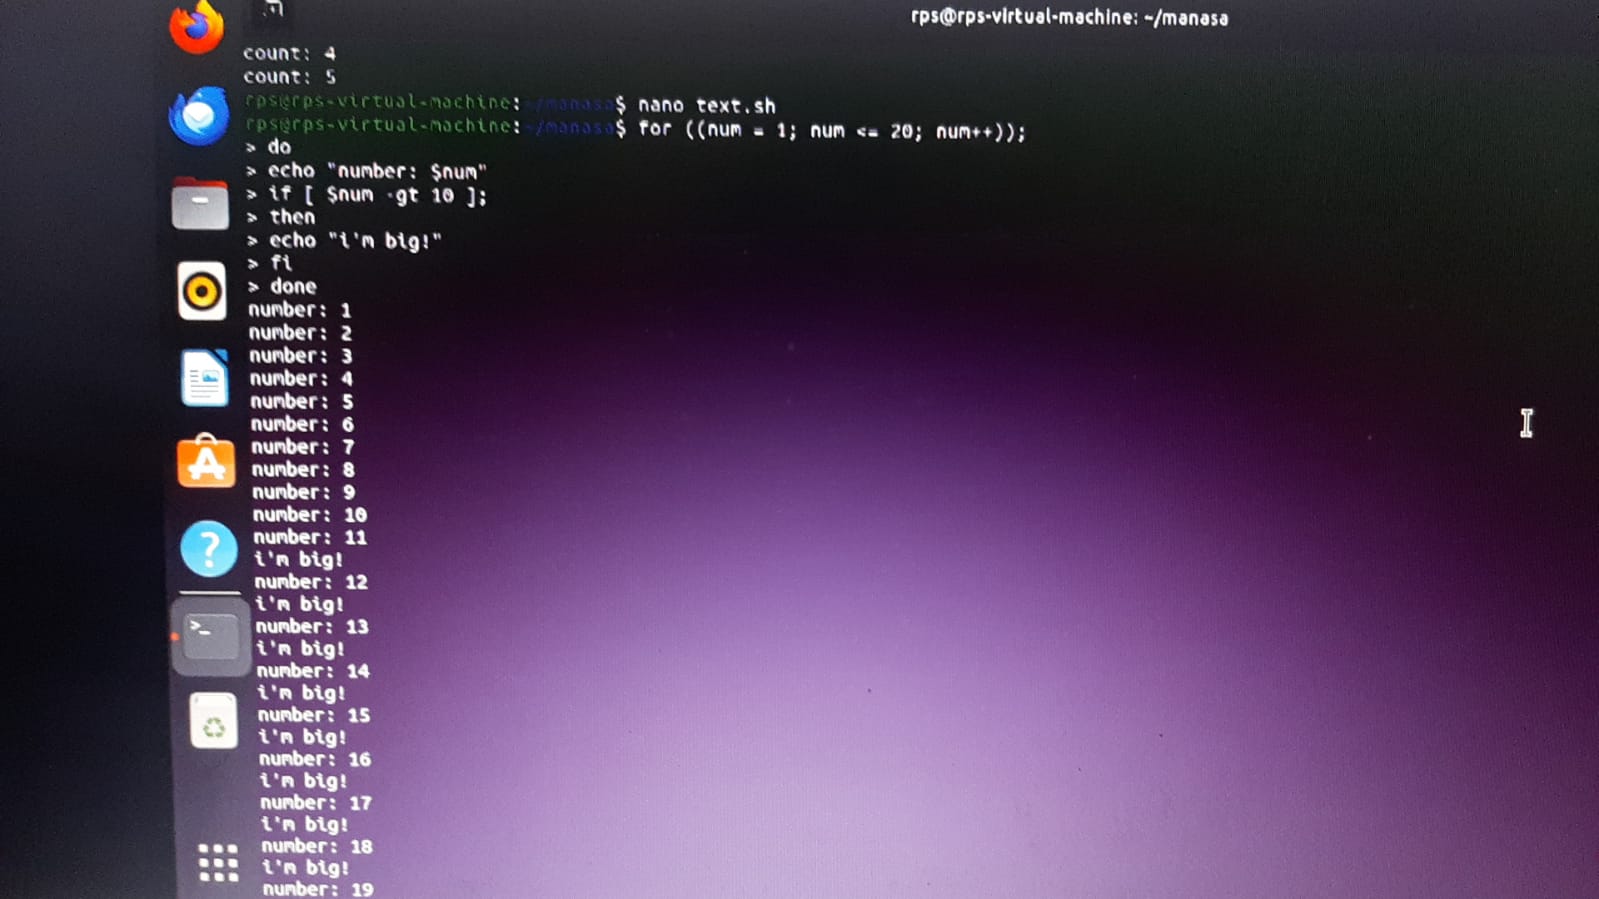 rps@rps-virtual-machine: ~/manasa
count: 4
count: 5
rps@rps-virtual-machine:~/manasa$ nano text.sh
rps@rps-virtual-machine:~/manasa$ for ((num = 1; num <= 20; num++));
> do
> echo "number: $num"
> if [ $num -gt 10 ];
> then
> echo "i'm big!"
> fi
> done
number: 1
number: 2
number: 3
number: 4
number: 5
number: 6
number: 7
number: 8
number: 9
number: 10
number: 11
i'm big!
number: 12
i'm big!
number: 13
i'm big!
number: 14
i'm big!
number: 15
i'm big!
number: 16
i'm big!
number: 17
i'm big!
number: 18
i'm big!
number: 19